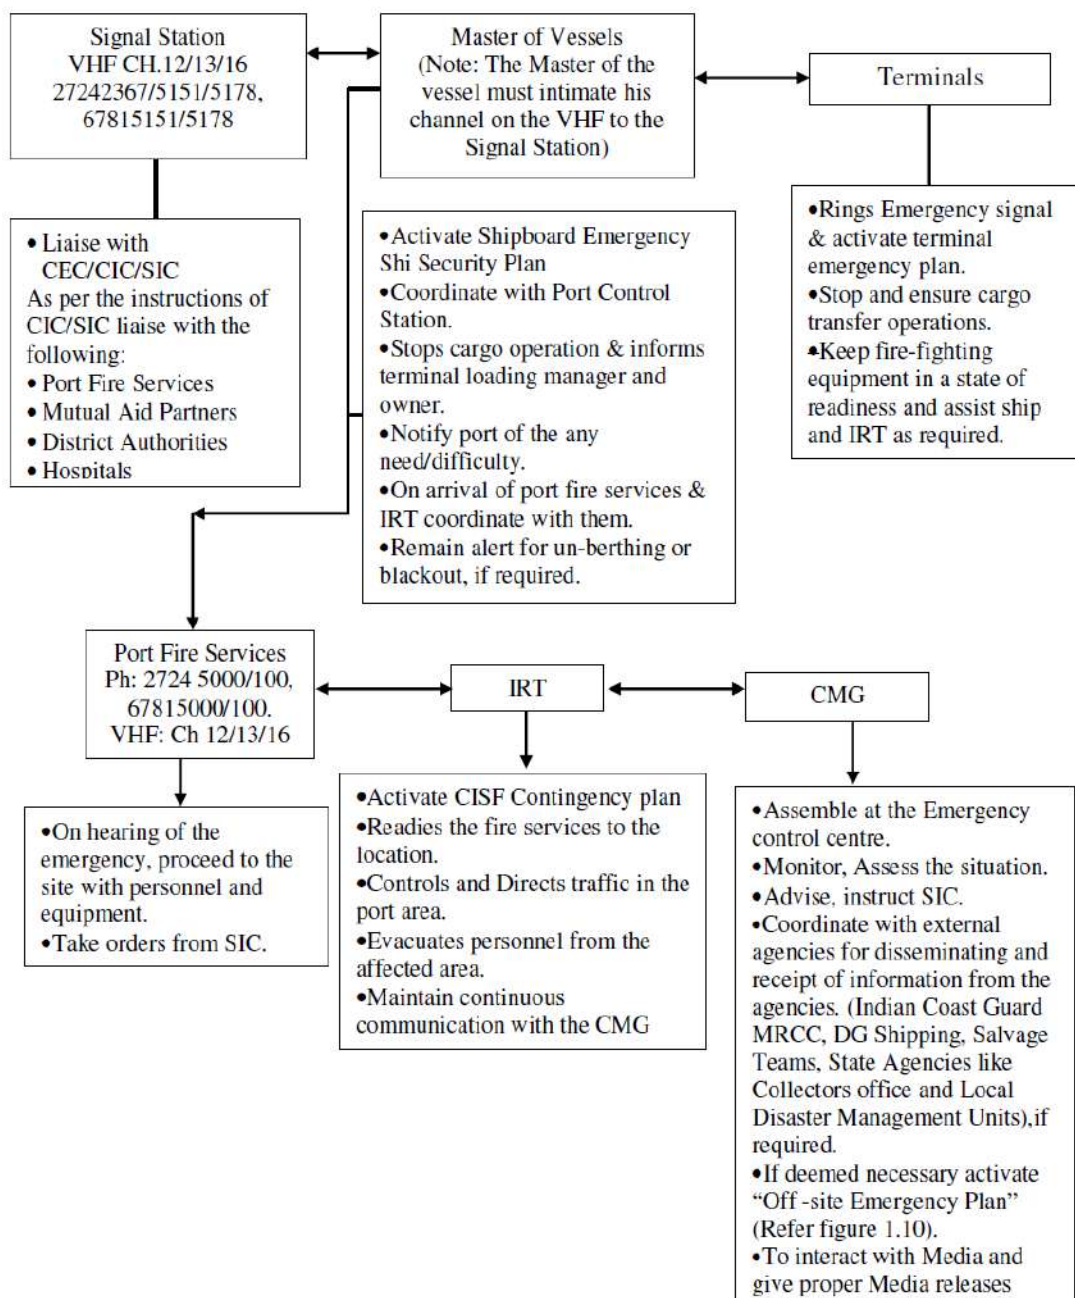 Signal Station
VHF CH.12/13/16
27242367/5151/5178,
67815151/5178
Master of Vessels
(Note: The Master of the
vessel must intimate his
channel on the VHF to the
Signal Station)
Terminals
• Liaise with
CEC/CIC/SIC
As per the instructions of
CIC/SIC liaise with the
following:
• Port Fire Services
• Mutual Aid Partners
• District Authorities
• Hospitals
•Activate Shipboard Emergency
Shi Security Plan
•Coordinate with Port Control
Station.
•Stops cargo operation & informs
terminal loading manager and
owner.
•Notify port of the any
need/difficulty.
•On arrival of port fire services &
IRT coordinate with them.
•Remain alert for un-berthing or
blackout, if required.
•Rings Emergency signal
& activate terminal
emergency plan.
•Stop and ensure cargo
transfer operations.
•Keep fire-fighting
equipment in a state of
readiness and assist ship
and IRT as required.
Port Fire Services
Ph: 2724 5000/100,
67815000/100.
VHF: Ch 12/13/16
IRT
CMG
•On hearing of the
emergency, proceed to the
site with personnel and
equipment.
•Take orders from SIC.
•Activate CISF Contingency plan
•Readies the fire services to the
location.
•Controls and Directs traffic in the
port area.
•Evacuates personnel from the
affected area.
•Maintain continuous
communication with the CMG
•Assemble at the Emergency
control centre.
•Monitor, Assess the situation.
•Advise, instruct SIC.
•Coordinate with external
agencies for disseminating and
receipt of information from the
agencies. (Indian Coast Guard
MRCC, DG Shipping, Salvage
Teams, State Agencies like
Collectors office and Local
Disaster Management Units),if
required.
•If deemed necessary activate
“Off -site Emergency Plan”
(Refer figure 1.10).
•To interact with Media and
give proper Media releases